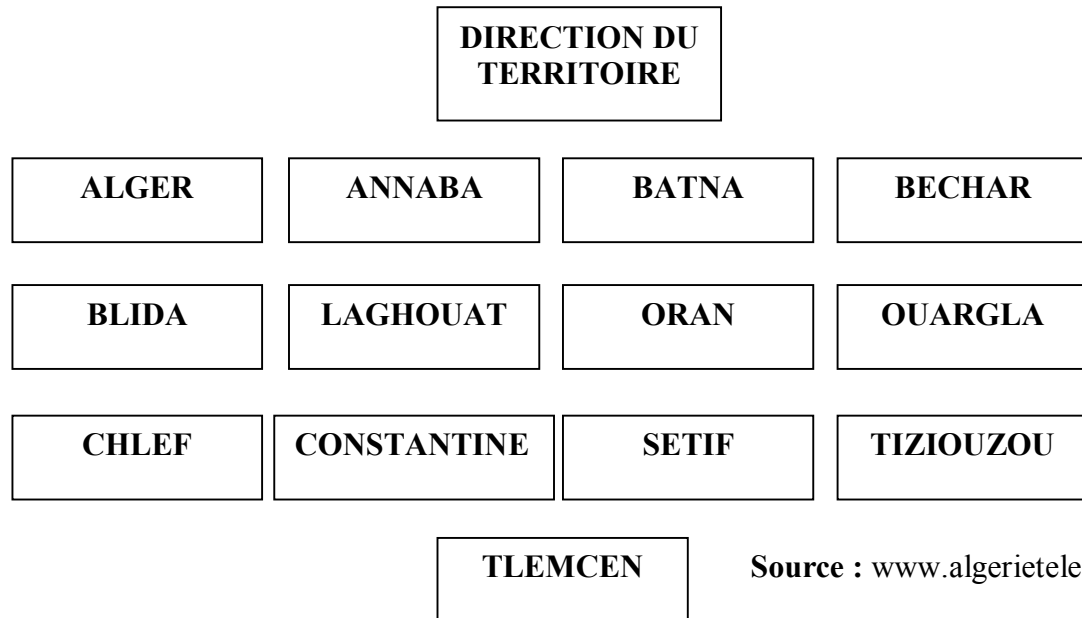 DIRECTION DU
TERRITOIRE
ALGER
ANNABA
BATNA
BECHAR
BLIDA
LAGHOUAT
ORAN
OUARGLA
CHLEF
CONSTANTINE
SETIF
TIZIOUZOU
TLEMCEN
Source : www.algerietele